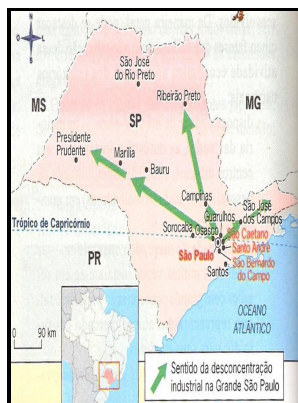 São José
do Rio Preto
Ribeirão Preto
MS
SP
MG
Presidente
Prudente
Marília
Bauru
Campinas
São José
dos Campos
Guarulhos
Trópico de Capricórnio
Sorocaba
Osasco
São Caetano
Santo André
São Paulo
São Bernardo
do Campo
PR
Santos
OCEANO
ATLÂNTICO
0 90 km
Sentido da desconcentração
industrial na Grande São Paulo